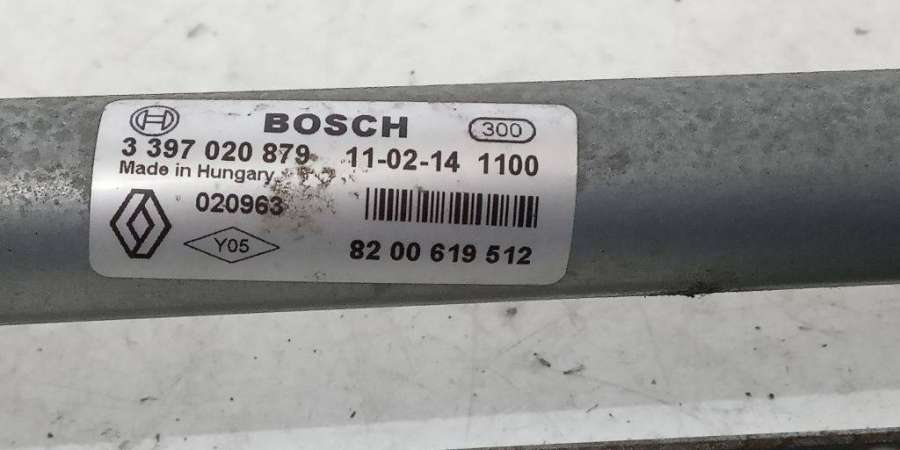 BOSCH 300
3 397 020 879 11-02-14 1100
Made in Hungary
020963
Y05 82 00 619 512